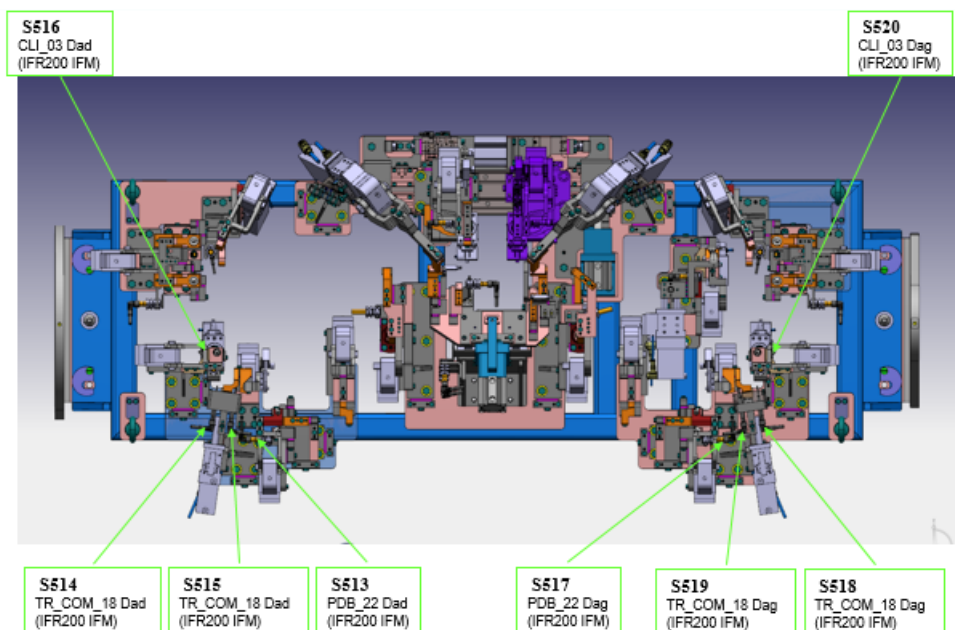 S516
CLI_03 Dad
(IFR200 IFM)
S520
CLI_03 Dag
(IFR200 IFM)
S514
TR_COM_18 Dad
(IFR200 IFM)
S515
TR_COM_18 Dad
(IFR200 IFM)
S513
PDB_22 Dad
(IFR200 IFM)
S517
PDB_22 Dag
(IFR200 IFM)
S519
TR_COM_18 Dag
(IFR200 IFM)
S518
TR_COM_18 Dag
(IFR200 IFM)